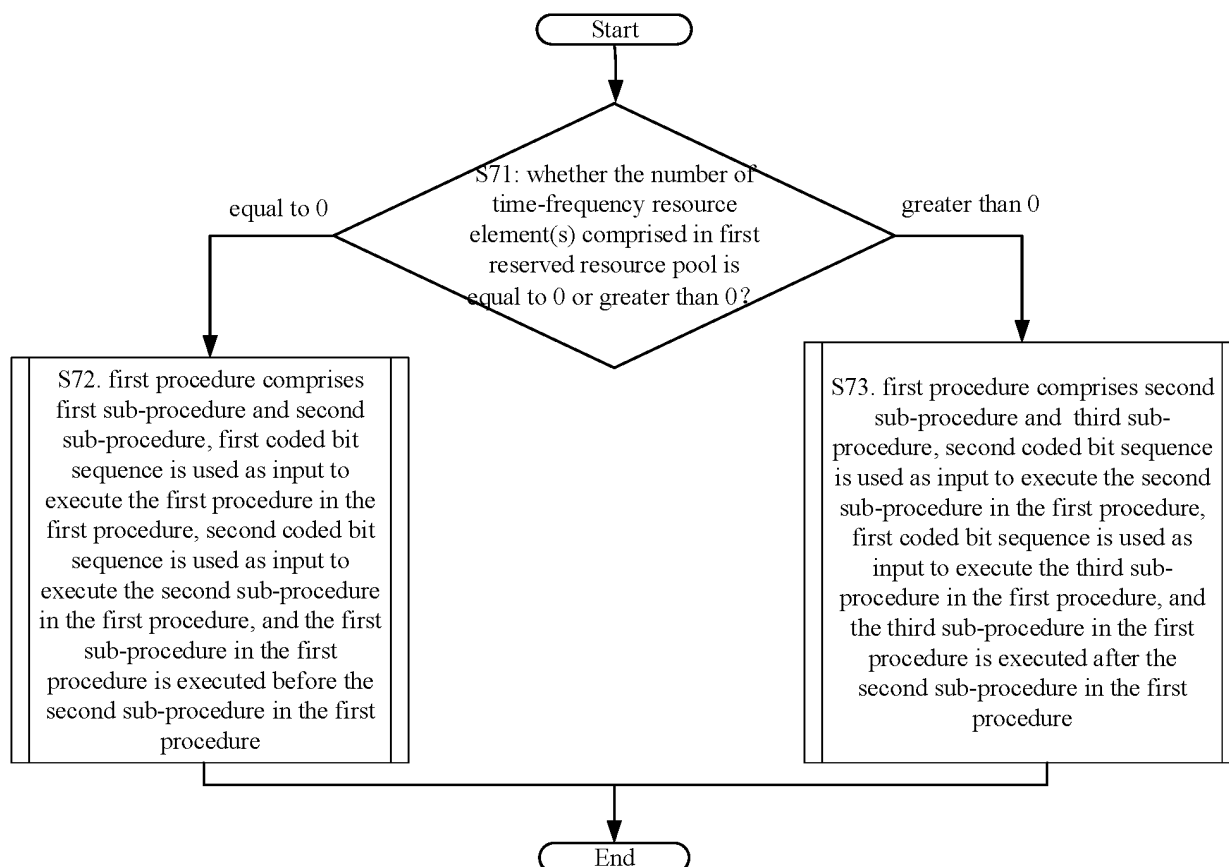 Start
S71: whether the number of
time-frequency resource
element(s) comprised in first
reserved resource pool is
equal to 0 or greater than 0?
equal to 0
greater than 0
S72. first procedure comprises
first sub-procedure and second
sub-procedure, first coded bit
sequence is used as input to
execute the first procedure in the
first procedure, second coded bit
sequence is used as input to
execute the second sub-procedure
in the first procedure, and the first
sub-procedure in the first
procedure is executed before the
second sub-procedure in the first
procedure
S73. first procedure comprises second
sub-procedure and third sub-
procedure, second coded bit sequence
is used as input to execute the second
sub-procedure in the first procedure,
first coded bit sequence is used as
input to execute the third sub-
procedure in the first procedure, and
the third sub-procedure in the first
procedure is executed after the
second sub-procedure in the first
procedure
End